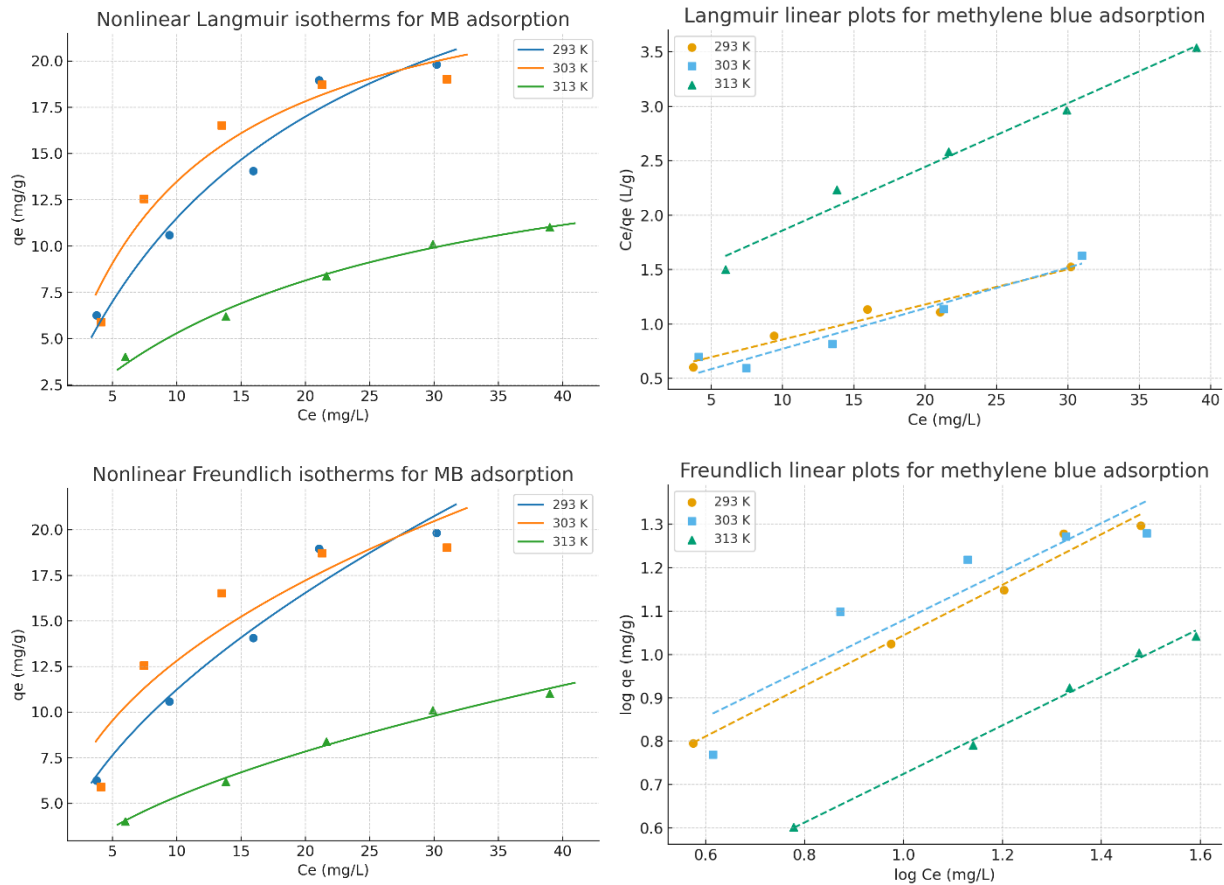 Nonlinear Langmuir isotherms for MB adsorption
qe (mg/g)
20.0
17.5
15.0
12.5
10.0
7.5
5.0
2.5
293 K
303 K
313 K
5 10 15 20 25 30 35 40
Ce (mg/L)
Langmuir linear plots for methylene blue adsorption
Ce/qe (L/g)
3.5
3.0
2.5
2.0
1.5
1.0
0.5
293 K
303 K
313 K
5 10 15 20 25 30 35 40
Ce (mg/L)
Nonlinear Freundlich isotherms for MB adsorption
qe (mg/g)
20.0
17.5
15.0
12.5
10.0
7.5
5.0
293 K
303 K
313 K
5 10 15 20 25 30 35 40
Ce (mg/L)
Freundlich linear plots for methylene blue adsorption
log qe (mg/g)
1.3
1.2
1.1
1.0
0.9
0.8
0.7
0.6
293 K
303 K
313 K
0.6 0.8 1.0 1.2 1.4 1.6
log Ce (mg/L)